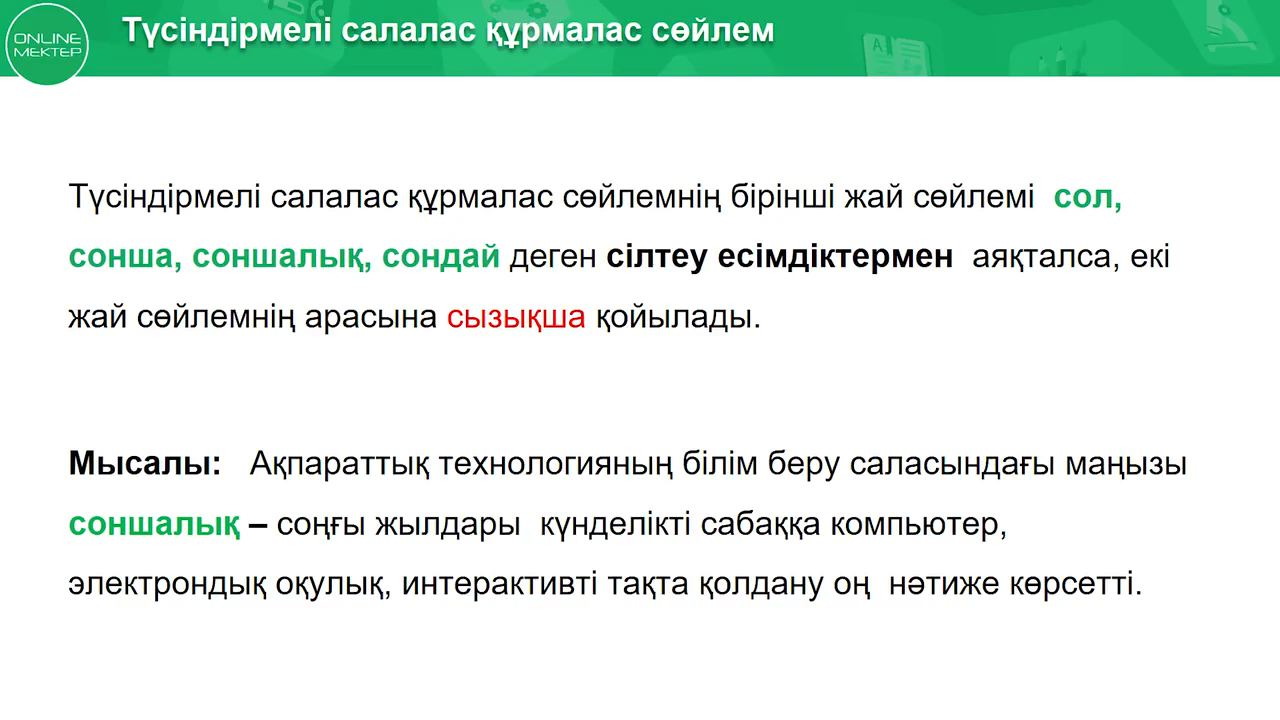 ONLINE
MEKTEP
Түсіндірмелі салалас құрмалас сөйлем
Түсіндірмелі салалас құрмалас сөйлемнің бірінші жай сөйлемі сол,
сонша, соншалық, сондай деген сілтеу есімдіктермен аяқталса, екі
жай сөйлемнің арасына сызықша қойылады.
Мысалы: Ақпараттық технологияның білім беру саласындағы маңызы
соншалық – соңғы жылдары күнделікті сабаққа компьютер,
электрондық оқулық, интерактивті тақта қолдану оң нәтиже көрсетті.